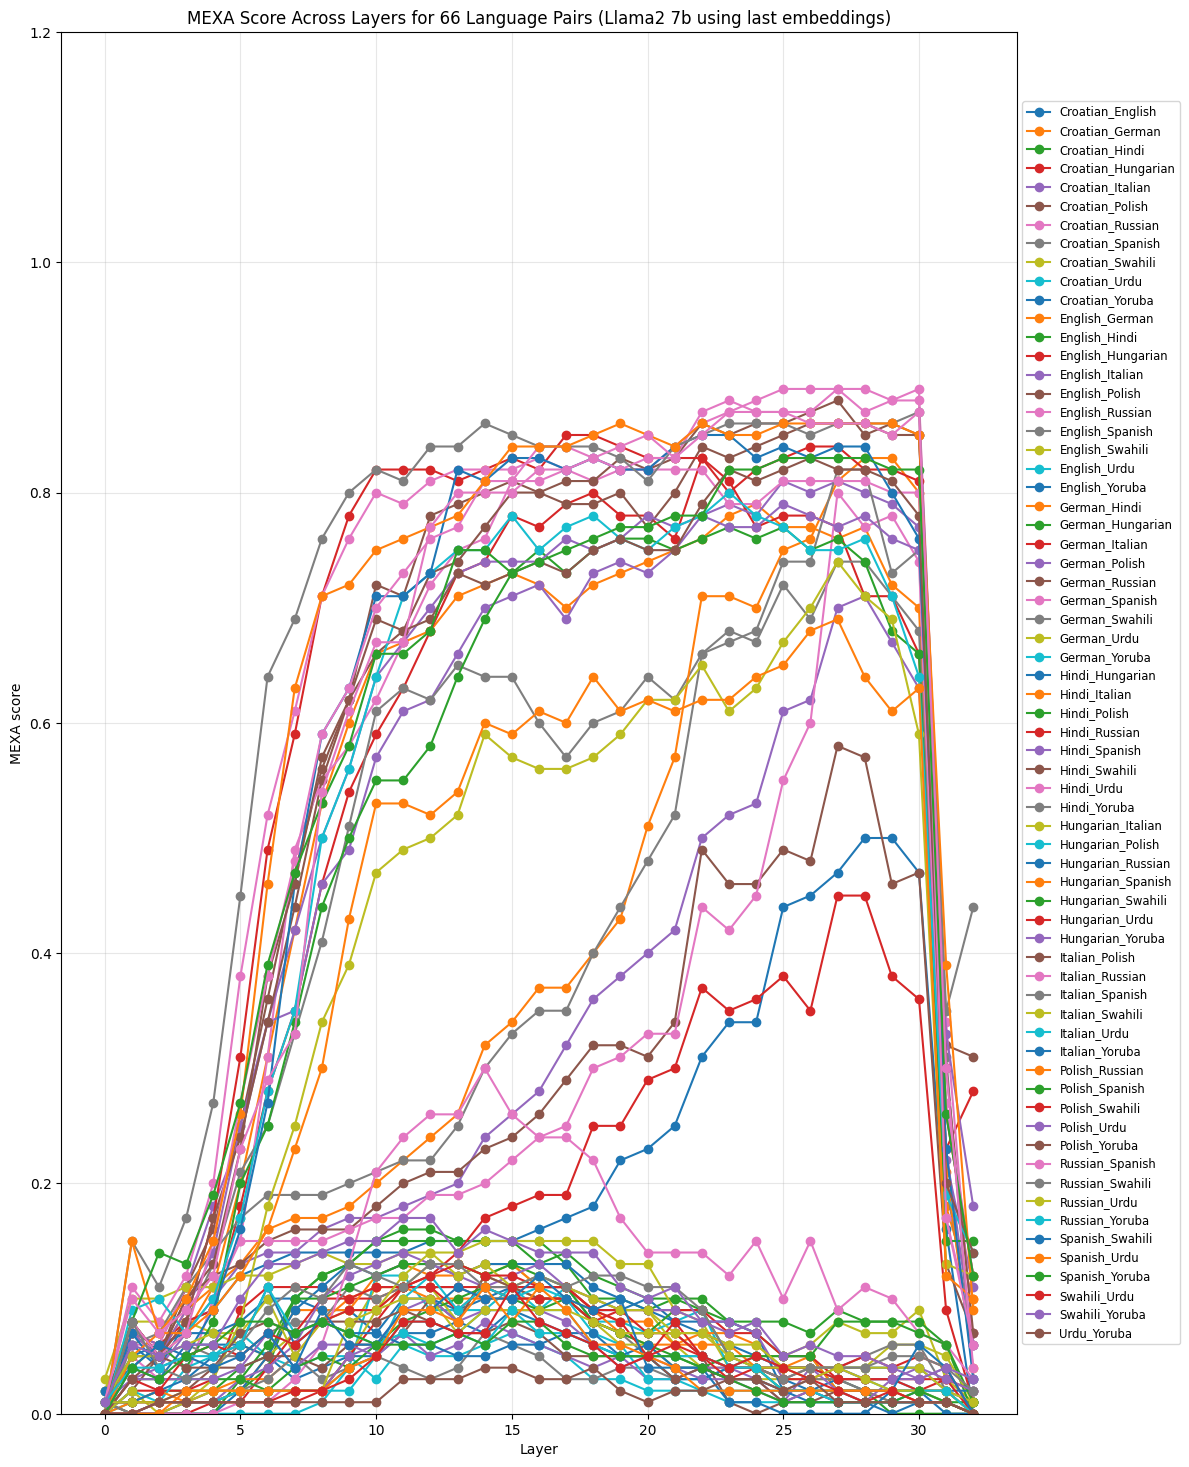 MEXA Score Across Layers for 66 Language Pairs (Llama2 7b using last embeddings)
1.2
1.0
0.8
0.6
0.4
0.2
0.0
MEXA score
0 5 10 15 20 25 30
Layer
Croatian_English
Croatian_German
Croatian_Hindi
Croatian_Hungarian
Croatian_Italian
Croatian_Polish
Croatian_Russian
Croatian_Spanish
Croatian_Swahili
Croatian_Urdu
Croatian_Yoruba
English_German
English_Hindi
English_Hungarian
English_Italian
English_Polish
English_Russian
English_Spanish
English_Swahili
English_Urdu
English_Yoruba
German_Hindi
German_Hungarian
German_Italian
German_Polish
German_Russian
German_Spanish
German_Swahili
German_Urdu
German_Yoruba
Hindi_Hungarian
Hindi_Italian
Hindi_Polish
Hindi_Russian
Hindi_Spanish
Hindi_Swahili
Hindi_Urdu
Hindi_Yoruba
Hungarian_Italian
Hungarian_Polish
Hungarian_Russian
Hungarian_Spanish
Hungarian_Swahili
Hungarian_Urdu
Hungarian_Yoruba
Italian_Polish
Italian_Russian
Italian_Spanish
Italian_Swahili
Italian_Urdu
Italian_Yoruba
Polish_Russian
Polish_Spanish
Polish_Swahili
Polish_Urdu
Polish_Yoruba
Russian_Spanish
Russian_Swahili
Russian_Urdu
Russian_Yoruba
Spanish_Swahili
Spanish_Urdu
Spanish_Yoruba
Swahili_Urdu
Swahili_Yoruba
Urdu_Yoruba